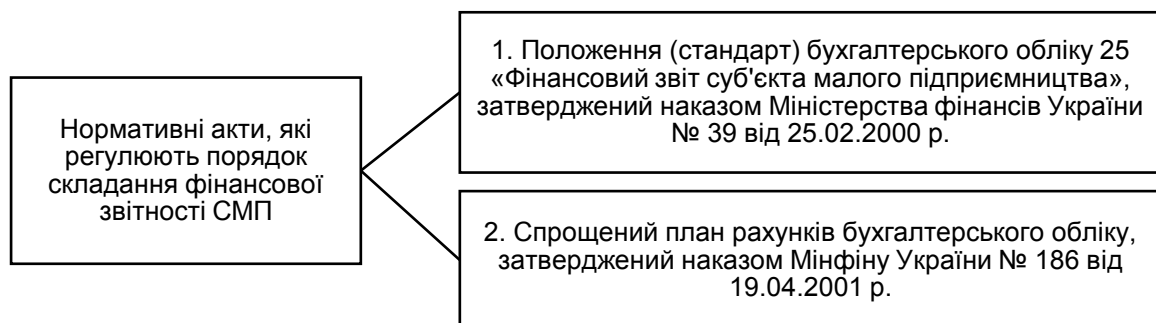 Нормативні акти, які
регулюють порядок
складання фінансової
звітності СМП
1. Положення (стандарт) бухгалтерського обліку 25
«Фінансовий звіт суб'єкта малого підприємництва»,
затверджений наказом Міністерства фінансів України
№ 39 від 25.02.2000 р.
2. Спрощений план рахунків бухгалтерського обліку,
затверджений наказом Мінфіну України № 186 від
19.04.2001 р.